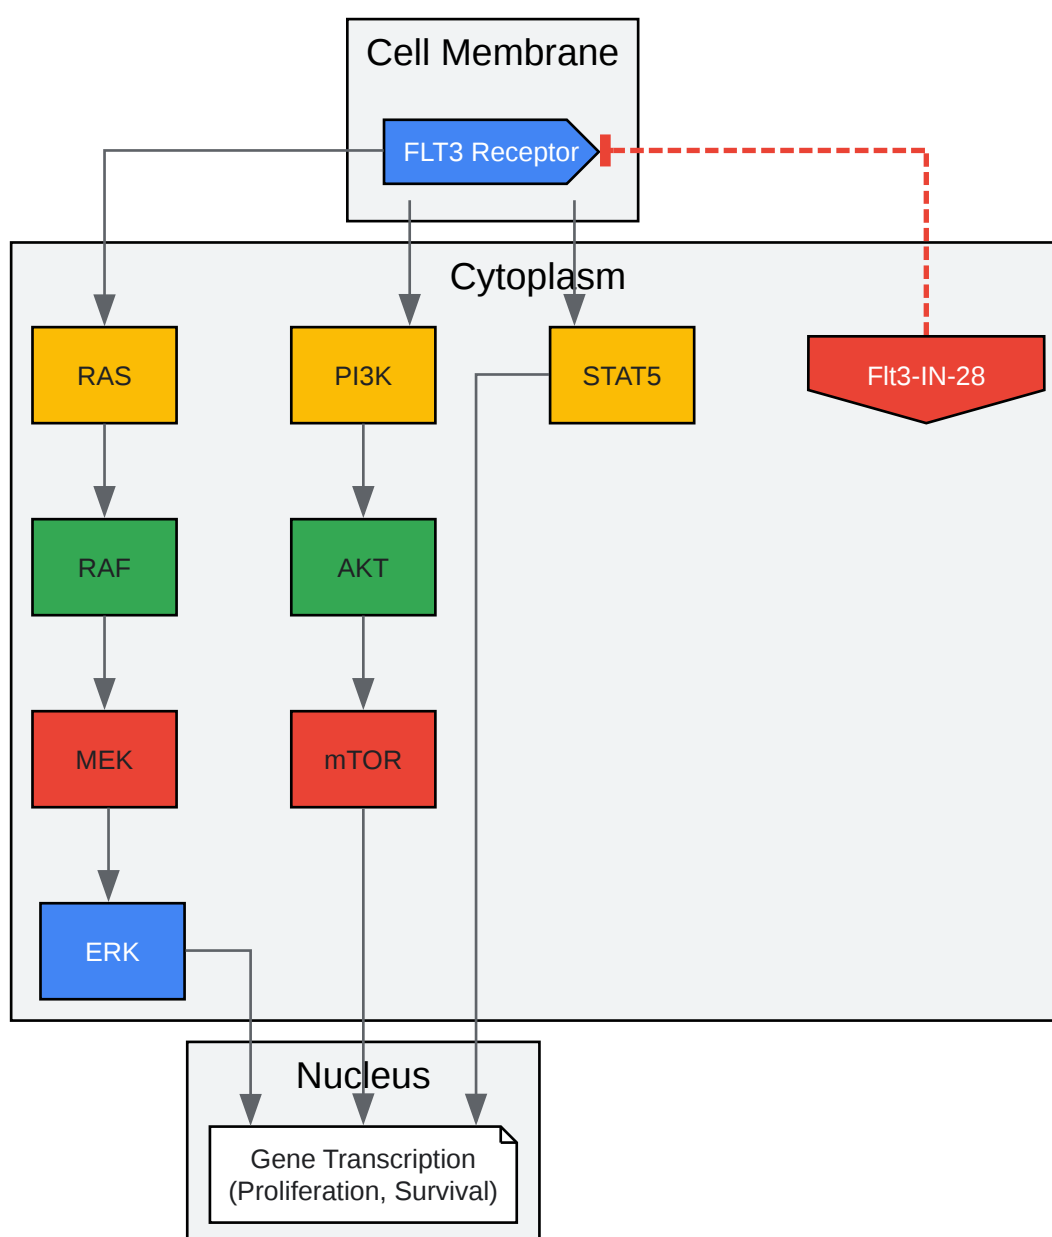 Cell Membrane
FLT3 Receptor
Cytoplasm
RAS
PI3K
STAT5
Flt3-IN-28
RAF
AKT
MEK
mTOR
ERK
Nucleus
Gene Transcription
(Proliferation, Survival)